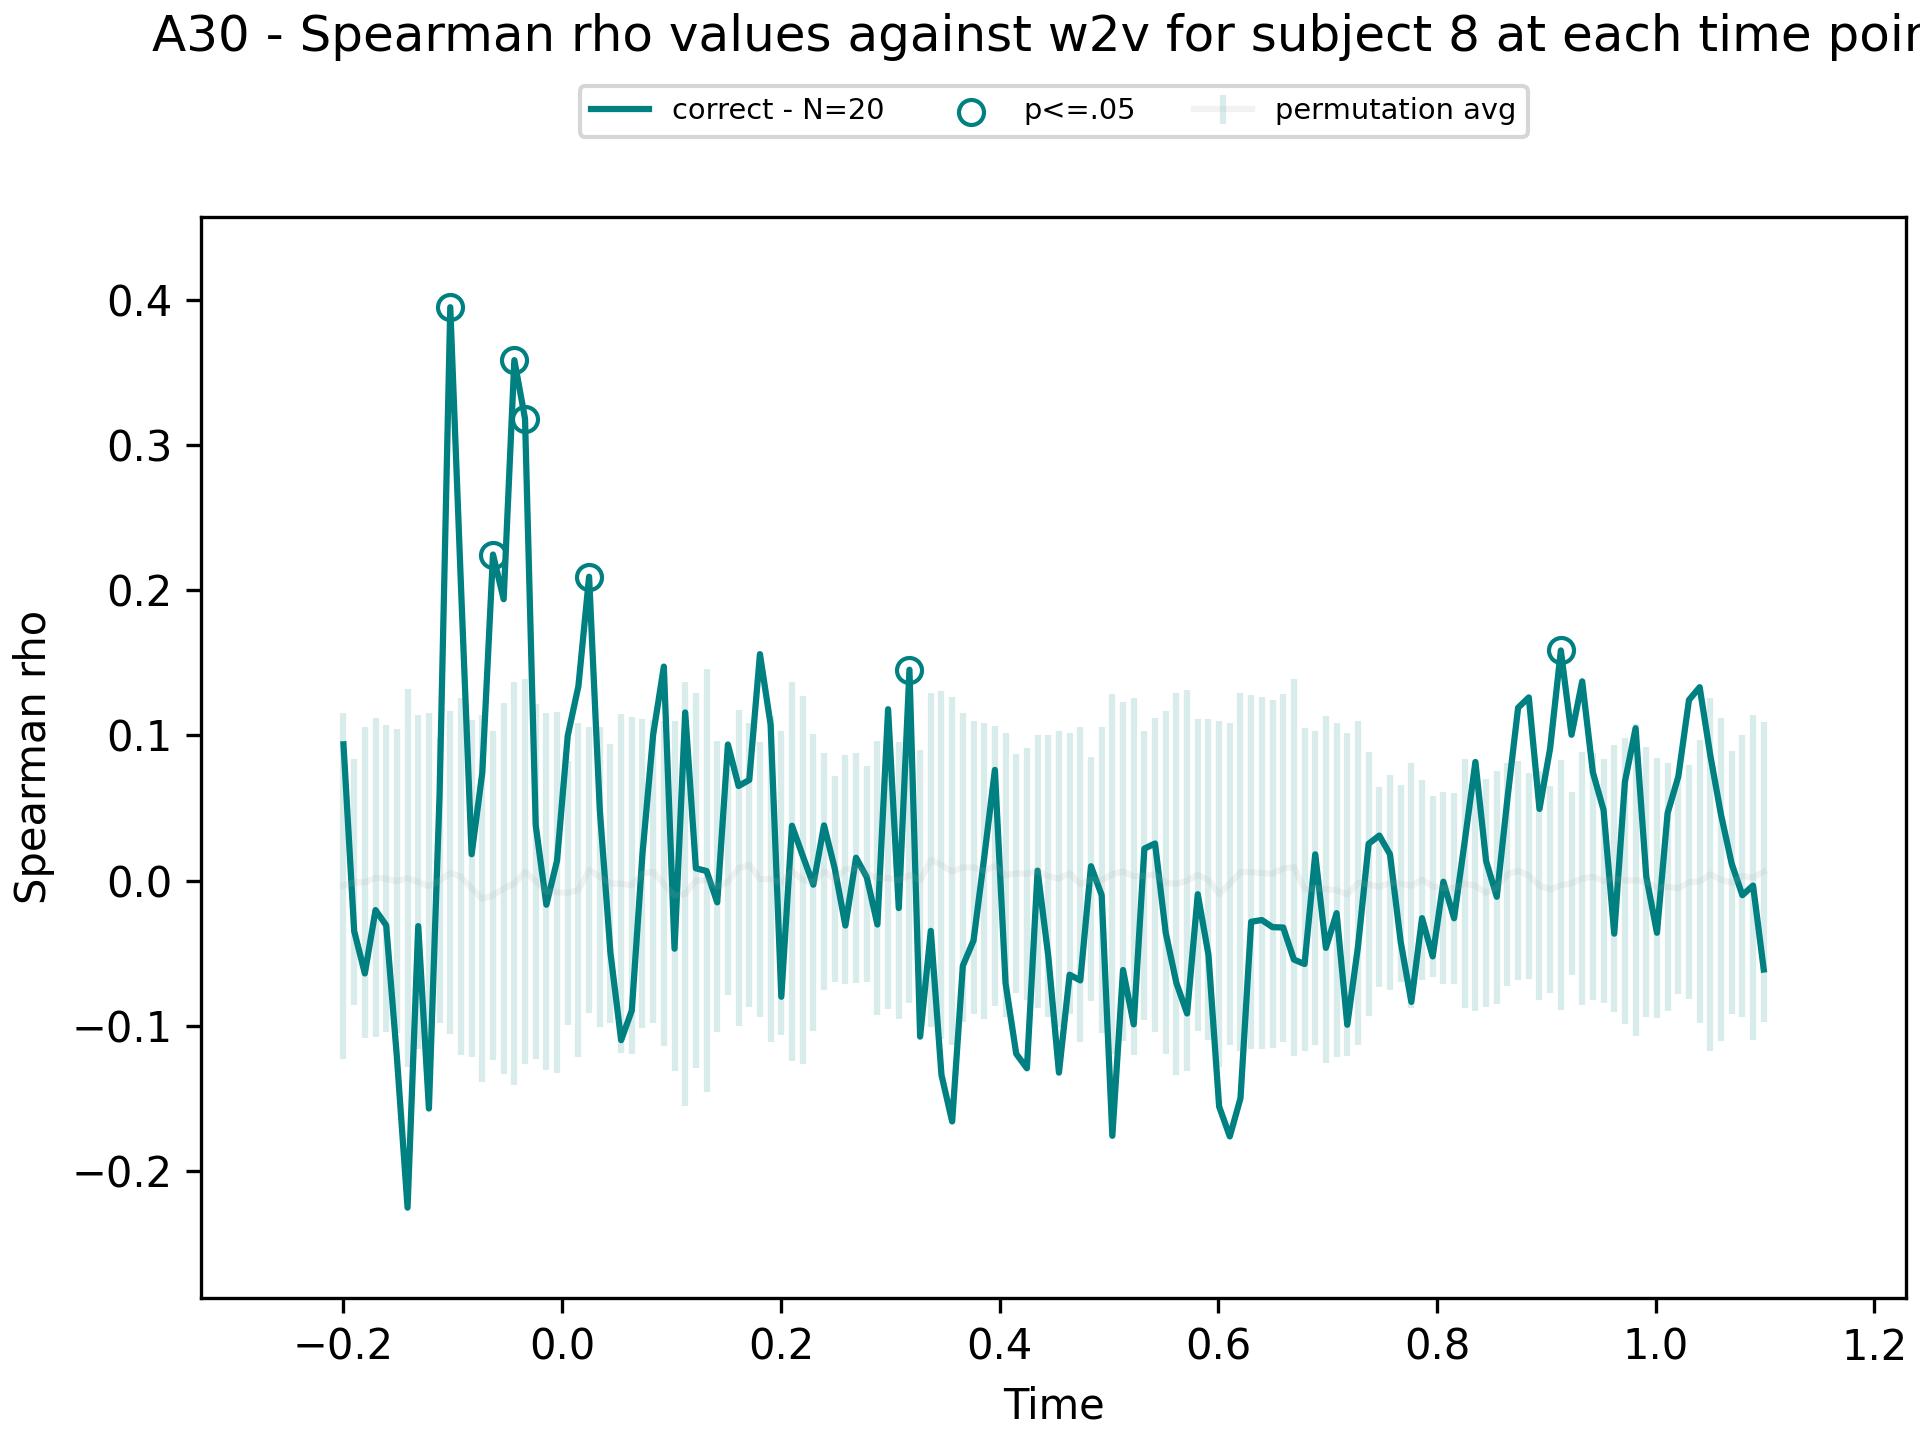 A30 - Spearman rho values against w2v for subject 8 at each time
correct - N=20 p<=.05 permutation avg
0.4
0.3
0.2
0.1
0.0
−0.1
−0.2
Spearman rho
−0.2 0.0 0.2 0.4 0.6 0.8 1.0 1.2
Time